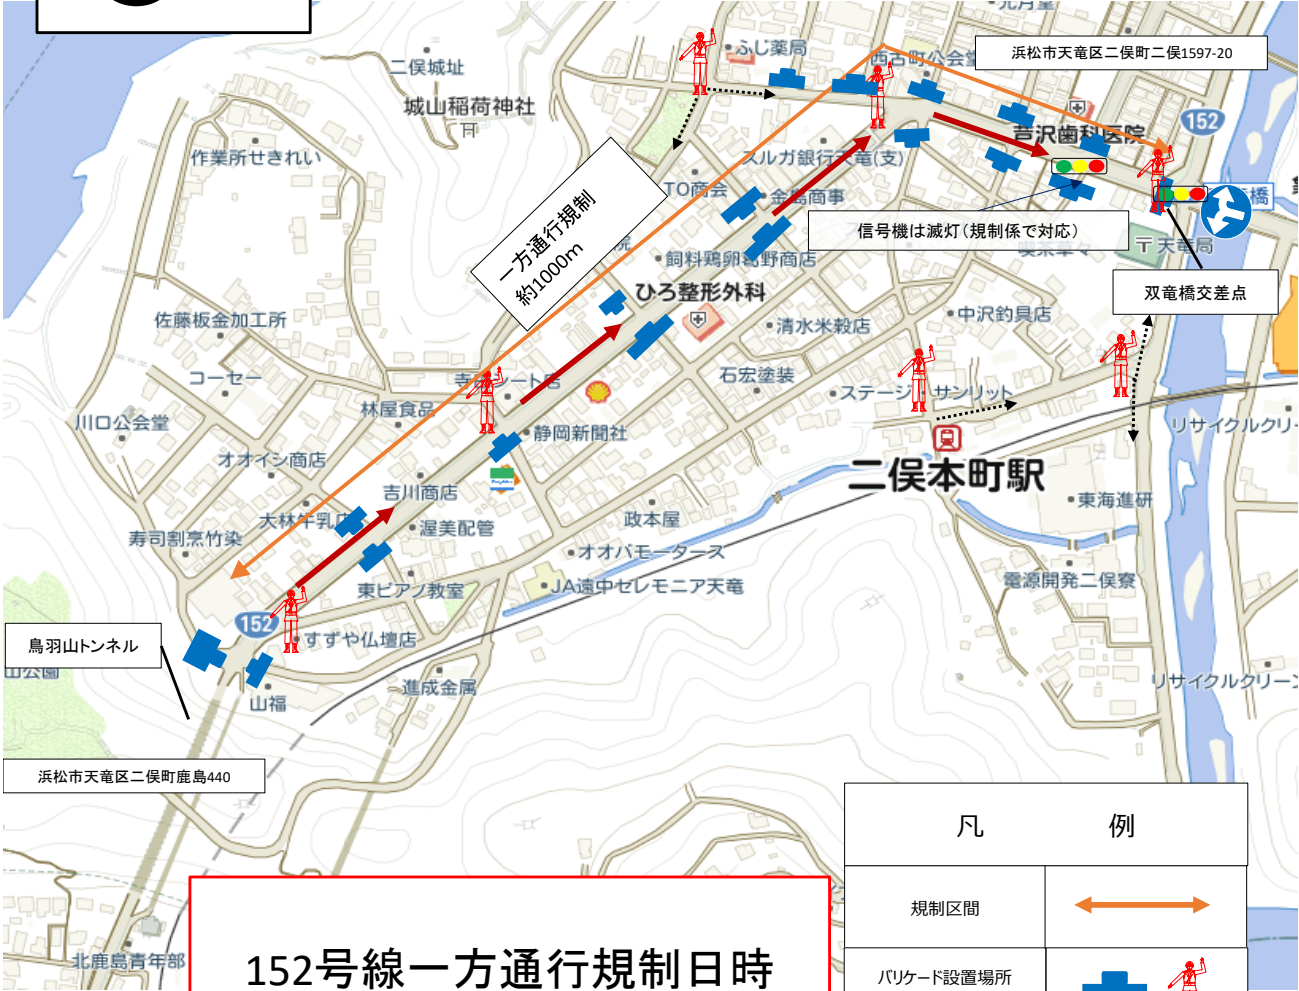 ふじ薬局
西古町公会堂
浜松市天竜区二俣町二俣1597-20
二俣城址
城山稲荷神社
芦沢歯科医院
152
作業所せきれい
スルガ銀行天竜(支)
TO商会
金島商事
一方通行規制
約1000m
信号機は滅灯（規制係で対応）
橋
〒天竜局
飼料鶏卵葛野商店
ひろ整形外科
双竜橋交差点
佐藤板金加工所
清水米穀店
中沢釣具店
コーセー
石宏塗装
ステージ
サンリット
林屋食品
川口公会堂
静岡新聞社
リサイクルクリー
オオイシ商店
二俣本町駅
吉川商店
東海進研
大林牛乳店
渥美配管
政本屋
寿司割烹竹染
オオバモータース
東ピアノ教室
JA遠中セレモニア天竜
電源開発二俣寮
152
すずや仏壇店
鳥羽山トンネル
山公園
進成金属
リサイクルクリーン
山福
浜松市天竜区二俣町鹿島440
凡 例
規制区間
バリケード設置場所
152号線一方通行規制日時
北鹿島青年部